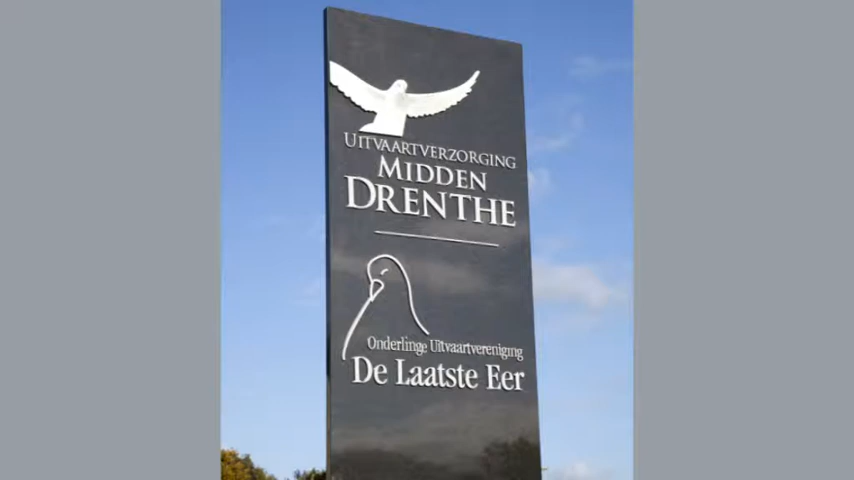 UITVAARTVERZORGING
MIDDEN
DRENTHE
Onderlinge Uitvaartvereniging
De Laatste Eer